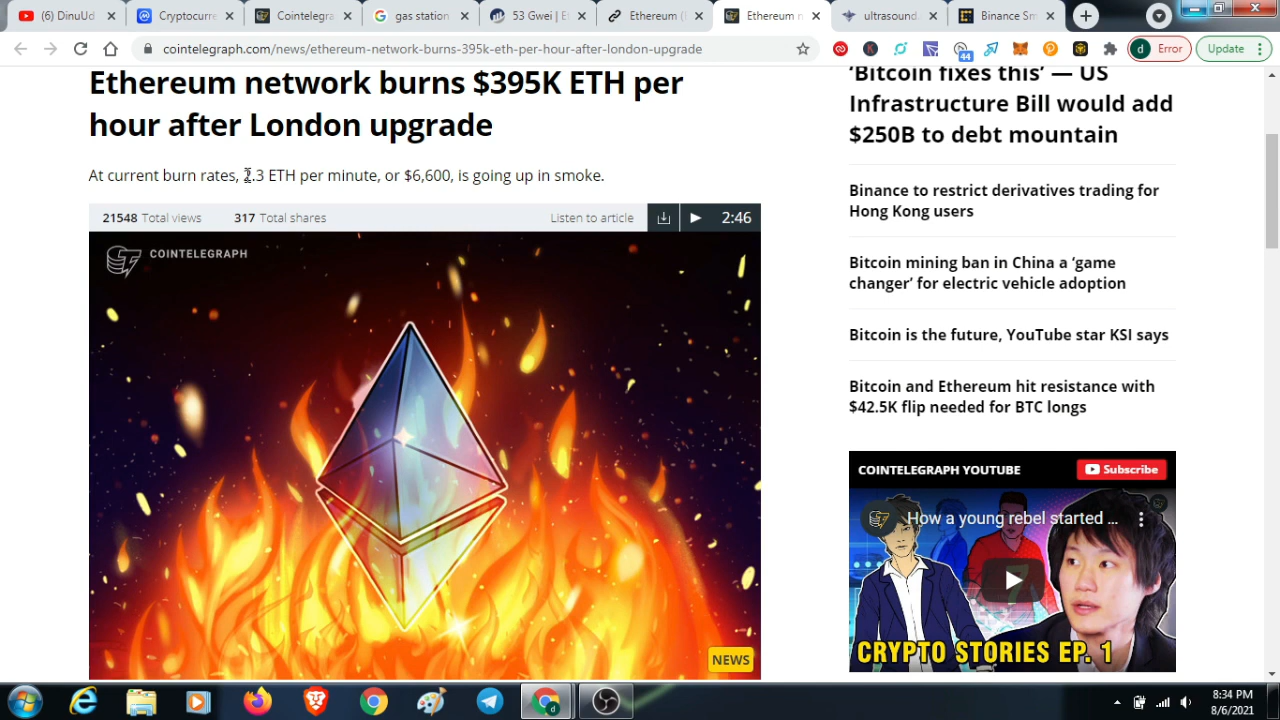 (6) DinuUd
Cryptocurre
Cointelegra
gas station
53 Gwei
Ethereum (
Ethereum n
ultrasound.
Binance Sm
cointelegraph.com/news/ethereum-network-burns-395k-eth-per-hour-after-london-upgrade
44
d Error
Update
Ethereum network burns $395K ETH per
hour after London upgrade
At current burn rates, 2.3 ETH per minute, or $6,600, is going up in smoke.
21548 Total views
317 Total shares
Listen to article
2:46
COINTELEGRAPH
NEWS
'Bitcoin fixes this' — US
Infrastructure Bill would add
$250B to debt mountain
Binance to restrict derivatives trading for
Hong Kong users
Bitcoin mining ban in China a 'game
changer' for electric vehicle adoption
Bitcoin is the future, YouTube star KSI says
Bitcoin and Ethereum hit resistance with
$42.5K flip needed for BTC longs
COINTELEGRAPH YOUTUBE
Subscribe
How a young rebel started ...
CRYPTO STORIES EP. 1
8:34 PM
8/6/2021